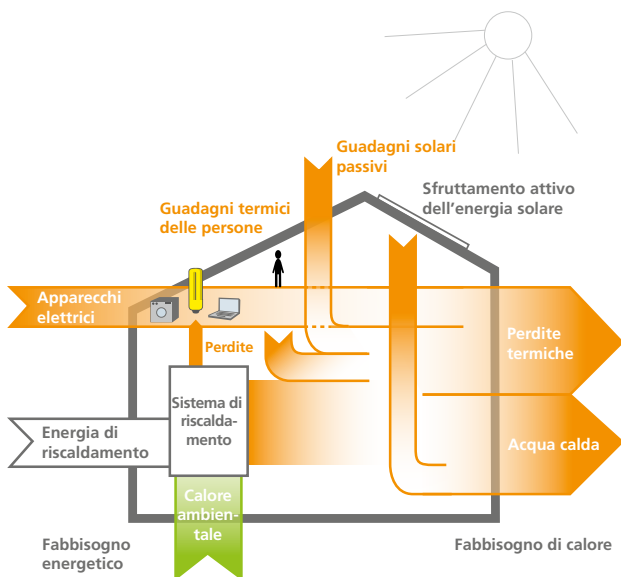 Guadagni solari
passivi
Sfruttamento attivo
dell'energia solare
Guadagni termici
delle persone
Apparecchi
elettrici
Perdite
termiche
Perdite
Sistema di
riscalda-
mento
Energia di
riscaldamento
Acqua calda
Calore
ambien-
tale
Fabbisogno
energetico
Fabbisogno di calore